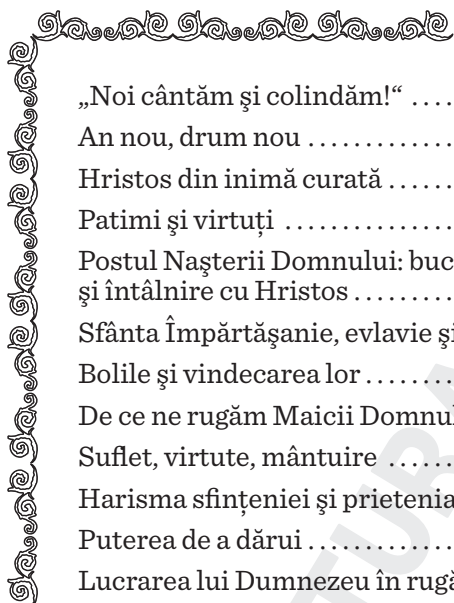 „Noi cântăm şi colindăm!“ ....
An nou, drum nou .............
Hristos din inimă curată ......
Patimi şi virtuţi ................
Postul Naşterii Domnului: buc
şi întâlnire cu Hristos .........
Sfânta Împărtăşanie, evlavie şi
Bolile şi vindecarea lor ........
De ce ne rugăm Maicii Domnul
Suflet, virtute, mântuire ......
Harisma sfinţeniei şi prietenia
Puterea de a dărui .............
Lucrarea lui Dumnezeu în rugă